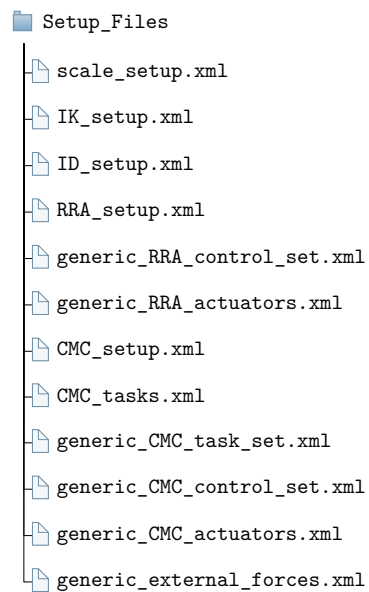 Setup_Files
scale_setup.xml
IK_setup.xml
ID_setup.xml
RRA_setup.xml
generic_RRA_control_set.xml
generic_RRA_actuators.xml
CMC_setup.xml
CMC_tasks.xml
generic_CMC_task_set.xml
generic_CMC_control_set.xml
generic_CMC_actuators.xml
generic_external_forces.xml